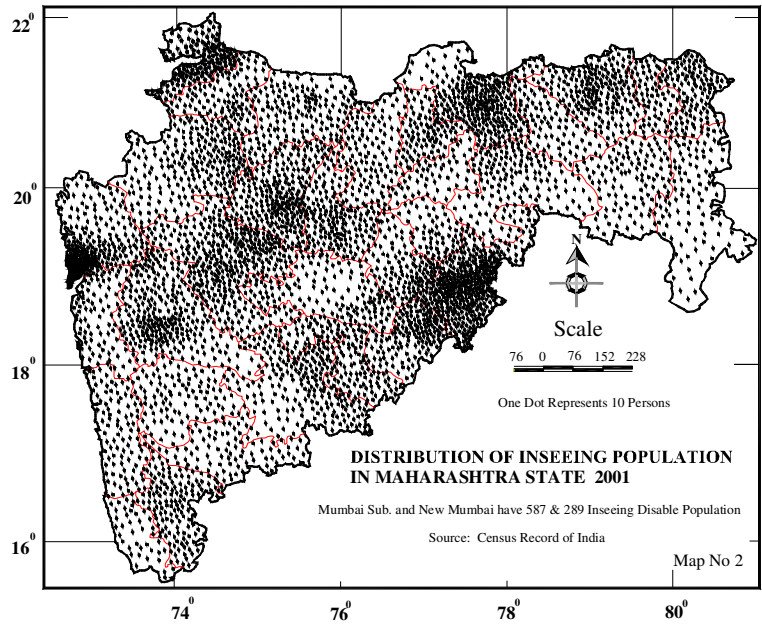 22⁰
20⁰
18⁰
16⁰
N
Scale
76 0 76 152 228
One Dot Represents 10 Persons
DISTRIBUTION OF INSEEING POPULATION
IN MAHARASHTRA STATE 2001
Mumbai Sub. and New Mumbai have 587 & 289 Inseeing Disable Population
Source: Census Record of India
Map No 2
74⁰ 76⁰ 78⁰ 80⁰